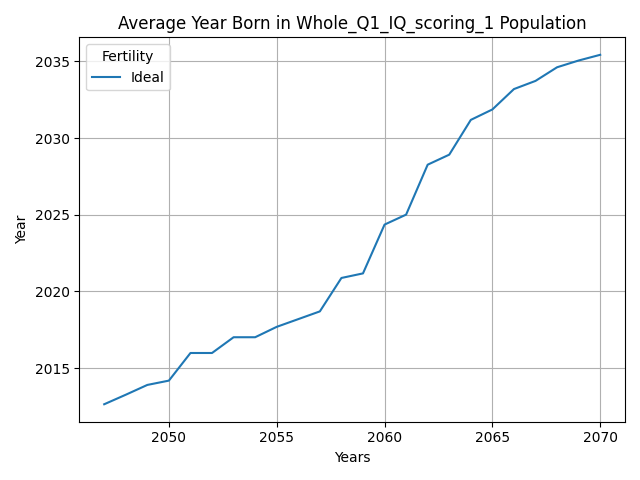 Average Year Born in Whole_Q1_IQ_scoring_1 Population
Fertility
Ideal
2035
2030
2025
2020
2015
Year
2050 2055 2060 2065 2070
Years